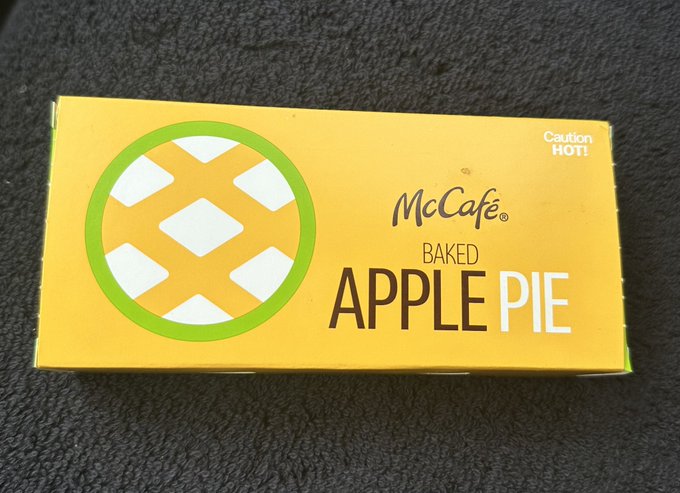 Caution
HOT!
McCafé®
BAKED
APPLE PIE